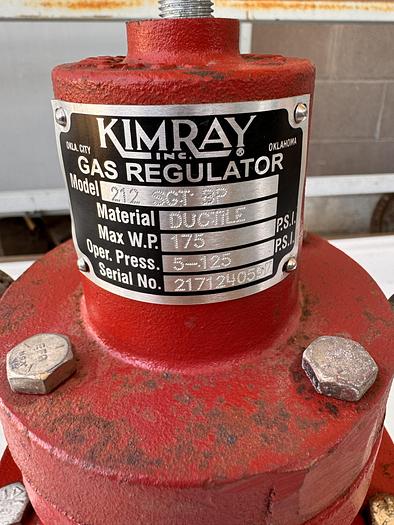 KIMRAY
OKLA. CITY INC. ® OKLAHOMA
GAS REGULATOR
Model 212 SGT BP
Material DUCTILE
Max W.P. 175 P.S.I.
Oper. Press. 5-125 P.S.I.
Serial No.